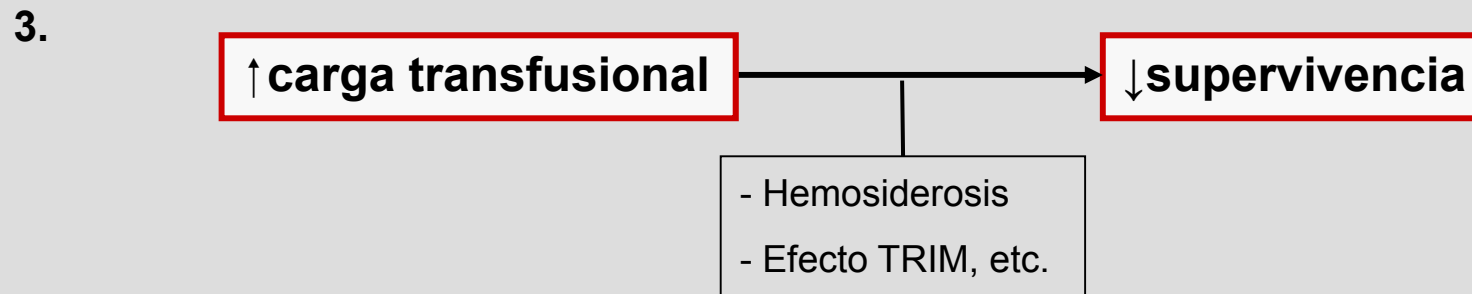 3.
↑carga transfusional
↓supervivencia
- Hemosiderosis
- Efecto TRIM, etc.